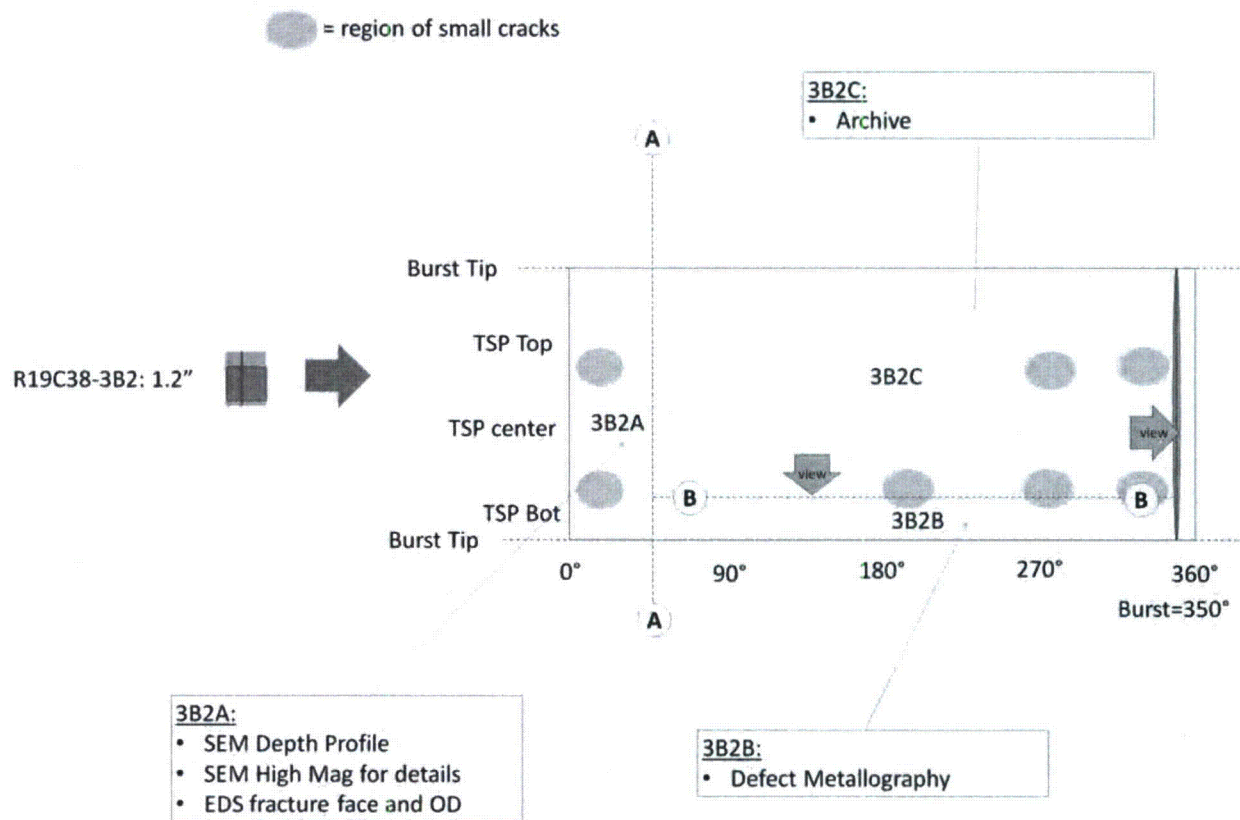 = region of small cracks
3B2C:
• Archive
A
Burst Tip
TSP Top
R19C38-3B2: 1.2”
3B2C
TSP center
3B2A
view
view
B
B
TSP Bot
3B2B
Burst Tip
0°
90°
180°
270°
360°
Burst=350°
A
3B2A:
• SEM Depth Profile
• SEM High Mag for details
• EDS fracture face and OD
3B2B:
• Defect Metallography